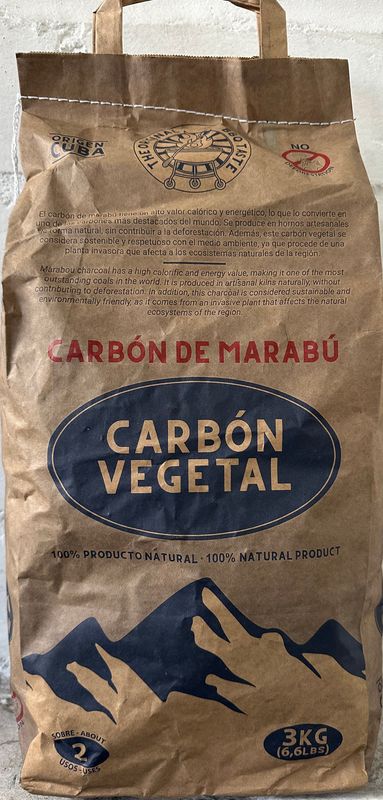 ORIGEN
CUBA
THE ORIGINAL BBQ TASTE
NO
El carbón de marabú tiene un alto valor calórico y energético, lo que lo convierte en
uno de los carbones más destacados del mundo. Se produce en hornos artesanales
de forma natural, sin contribuir a la deforestación. Además, este carbón vegetal se
considera sostenible y respetuoso con el medio ambiente, ya que procede de una
planta invasora que afecta a los ecosistemas naturales de la región.
Marabou charcoal has a high calorific and energy value, making it one of the most
outstanding coals in the world. It is produced in artisanal kilns naturally, without
contributing to deforestation. In addition, this charcoal is considered sustainable and
environmentally friendly, as it comes from an invasive plant that affects the natural
ecosystems of the region.
CARBÓN DE MARABÚ
CARBÓN
VEGETAL
100% PRODUCTO NATURAL · 100% NATURAL PRODUCT
SOBRE - ABOUT
2
USOS - USES
3KG
(6,6LBS)